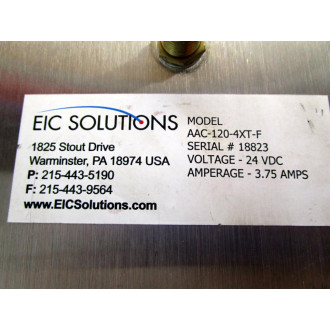 EIC SOLUTIONS
1825 Stout Drive
Warminster, PA 18974 USA
P: 215-443-5190
F: 215-443-9564
www.EICSolutions.com
MODEL
AAC-120-4XT-F
SERIAL # 18823
VOLTAGE - 24 VDC
AMPERAGE - 3.75 AMPS